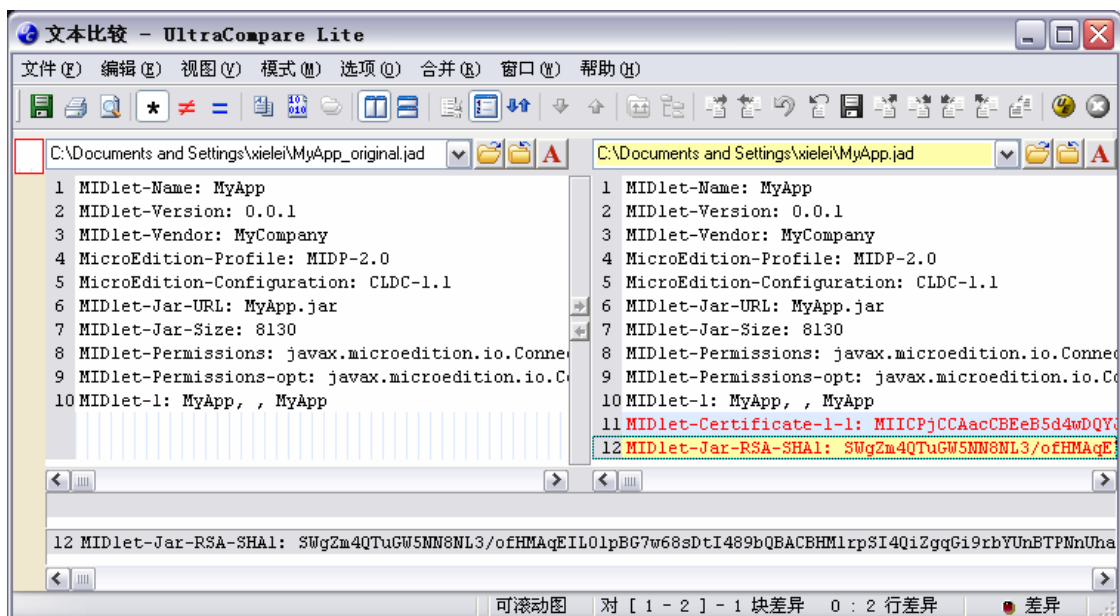 文本比较 - UltraCompare Lite
文件(F) 编辑(E) 视图(V) 模式(M) 选项(O) 合并(R) 窗口(W) 帮助(H)
C:\Documents and Settings\xielei\MyApp_original.jad
1 MIDlet-Name: MyApp
2 MIDlet-Version: 0.0.1
3 MIDlet-Vendor: MyCompany
4 MicroEdition-Profile: MIDP-2.0
5 MicroEdition-Configuration: CLDC-1.1
6 MIDlet-Jar-URL: MyApp.jar
7 MIDlet-Jar-Size: 8130
8 MIDlet-Permissions: javax.microedition.io.Connec
9 MIDlet-Permissions-opt: javax.microedition.io.Co
10 MIDlet-1: MyApp, , MyApp
C:\Documents and Settings\xielei\MyApp.jad
1 MIDlet-Name: MyApp
2 MIDlet-Version: 0.0.1
3 MIDlet-Vendor: MyCompany
4 MicroEdition-Profile: MIDP-2.0
5 MicroEdition-Configuration: CLDC-1.1
6 MIDlet-Jar-URL: MyApp.jar
7 MIDlet-Jar-Size: 8130
8 MIDlet-Permissions: javax.microedition.io.Connec
9 MIDlet-Permissions-opt: javax.microedition.io.Co
10 MIDlet-1: MyApp, , MyApp
11 MIDlet-Certificate-1-1: MIICPjCCAacCBEeB5d4wDQYJ
12 MIDlet-Jar-RSA-SHA1: SWgZm4QTuGW5NN8NL3/ofHMAqE
12 MIDlet-Jar-RSA-SHA1: SWgZm4QTuGW5NN8NL3/ofHMAqEILO1pBG7w68sDtI489bQBACBHM1rpSI4QiZgqGi9rbYUnBTPNnUha
可滚动图 对 [ 1 - 2 ] - 1 块差异 0 : 2 行差异 差异